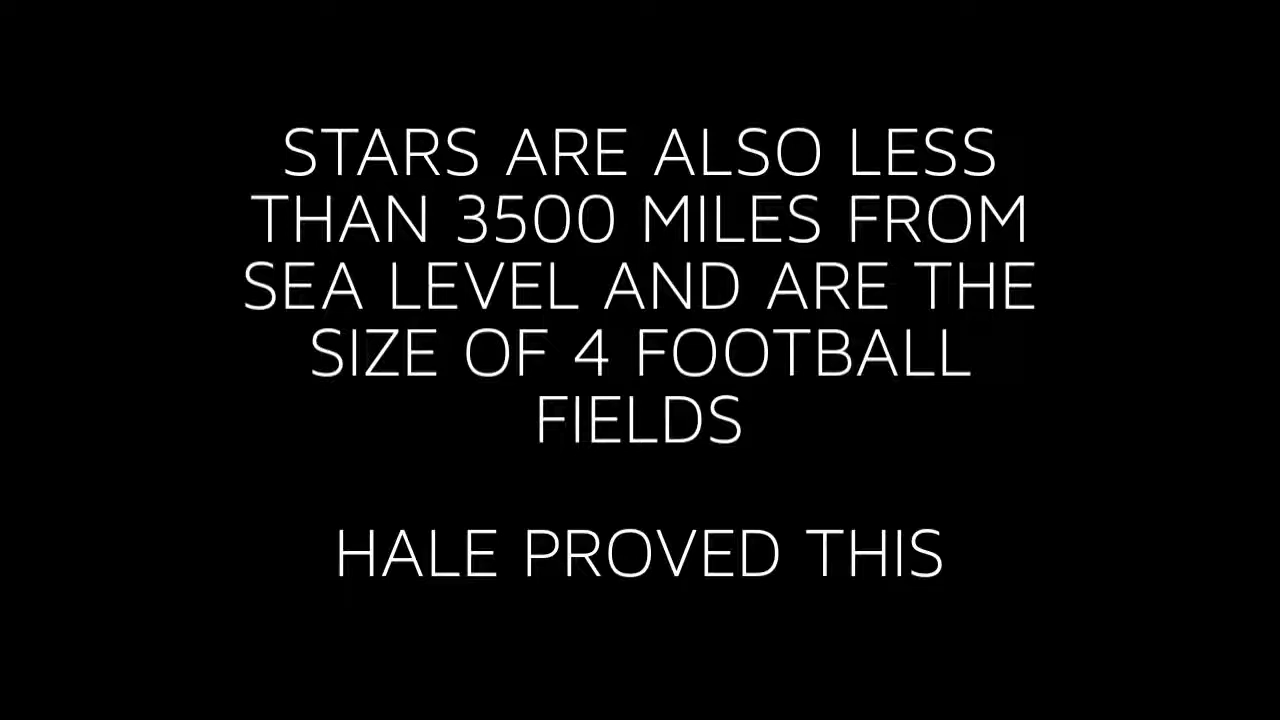 STARS ARE ALSO LESS
THAN 3500 MILES FROM
SEA LEVEL AND ARE THE
SIZE OF 4 FOOTBALL
FIELDS
HALE PROVED THIS